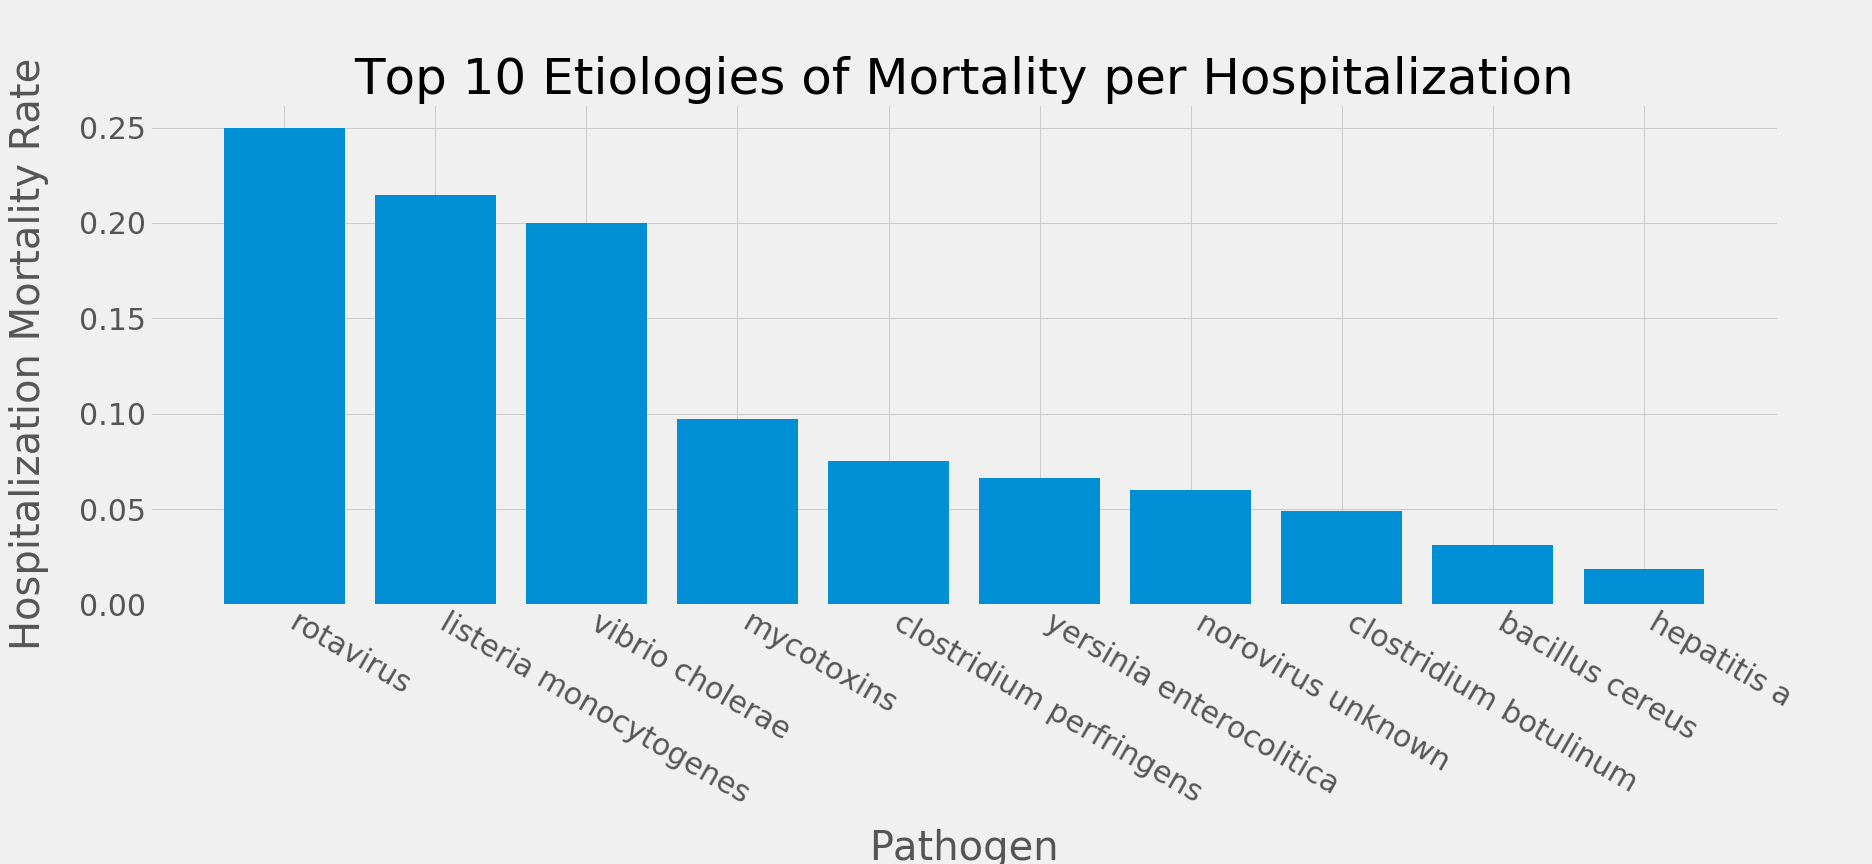 Top 10 Etiologies of Mortality per Hospitalization
Hospitalization Mortality Rate
0.25
0.20
0.15
0.10
0.05
0.00
rotavirus
listeria monocytogenes
vibrio cholerae
mycotoxins
clostridium perfringens
yersinia enterocolitica
norovirus unknown
clostridium botulinum
bacillus cereus
hepatitis a
Pathogen